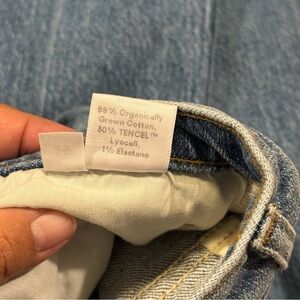 69% Organically
Grown Cotton,
30% TENCEL™
Lyocell,
1% Elastane